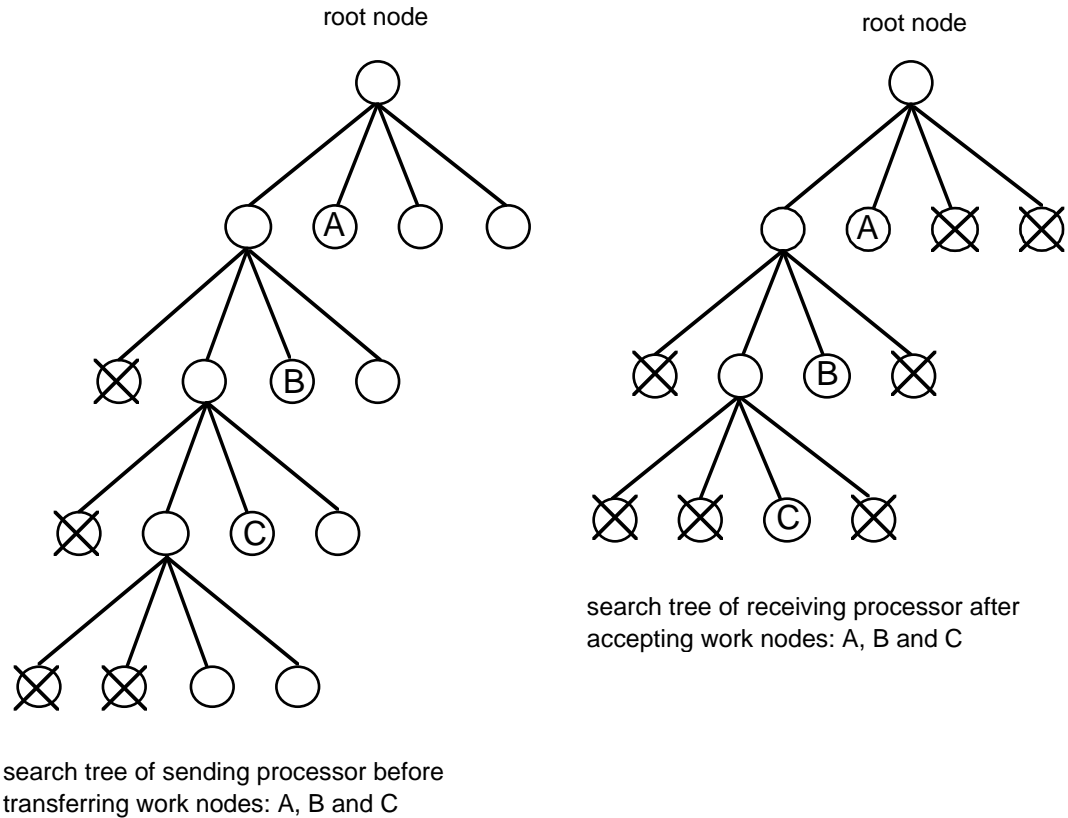 root node
A
B
C
search tree of sending processor before
transferring work nodes: A, B and C
root node
A
B
C
search tree of receiving processor after
accepting work nodes: A, B and C